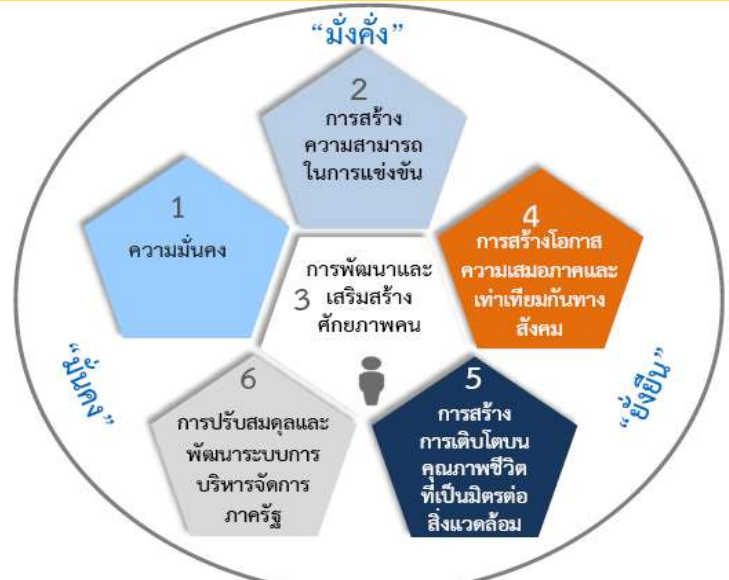 “มั่งคั่ง”
2
การสร้าง
ความสามารถ
ในการแข่งขัน
1
ความมั่นคง
4
การสร้างโอกาส
ความเสมอภาคและ
เท่าเทียมกันทาง
สังคม
การพัฒนาและ
3 เสริมสร้าง
ศักยภาพคน
“มั่นคง”
“ยั่งยืน”
6
การปรับสมดุลและ
พัฒนาระบบการ
บริหารจัดการ
ภาครัฐ
5
การสร้าง
การเติบโตบน
คุณภาพชีวิต
ที่เป็นมิตรต่อ
สิ่งแวดล้อม